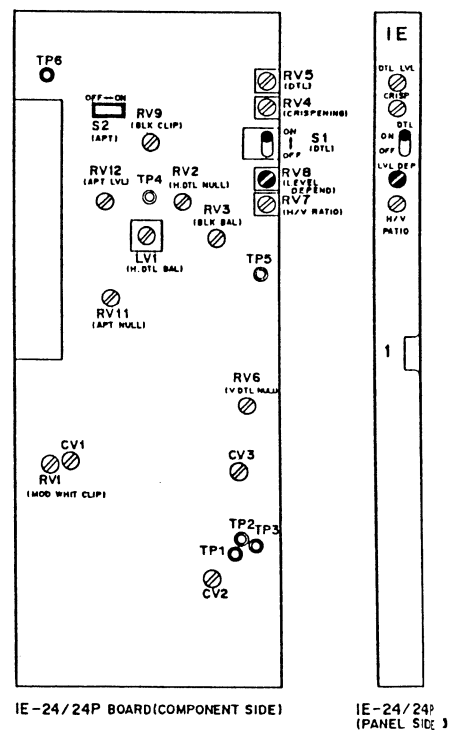 TP6
OFF→ON
S2
(APT)
RV9
(BLK CLIP)
RV5
(DTL)
RV4
(CRISPENING)
ON
↑
OFF
S1
(DTL)
RV12
(APT LVL)
TP4
RV2
(H.DTL NULL)
RV8
(LEVEL
DEPEND)
RV7
(H/V RATIO)
RV3
(BLK BAL)
LV1
(H.DTL BAL)
TP5
RV11
(APT NULL)
RV6
(V DTL NULL)
CV1
RV1
(MOD WHIT CLIP)
CV3
TP2
TP3
TP1
CV2
IE-24/24P BOARD(COMPONENT SIDE)
IE
DTL LVL
CRISP
DTL
ON
OFF
LVL DEP
H/V
RATIO
1
IE-24/24P
(PANEL SIDE)